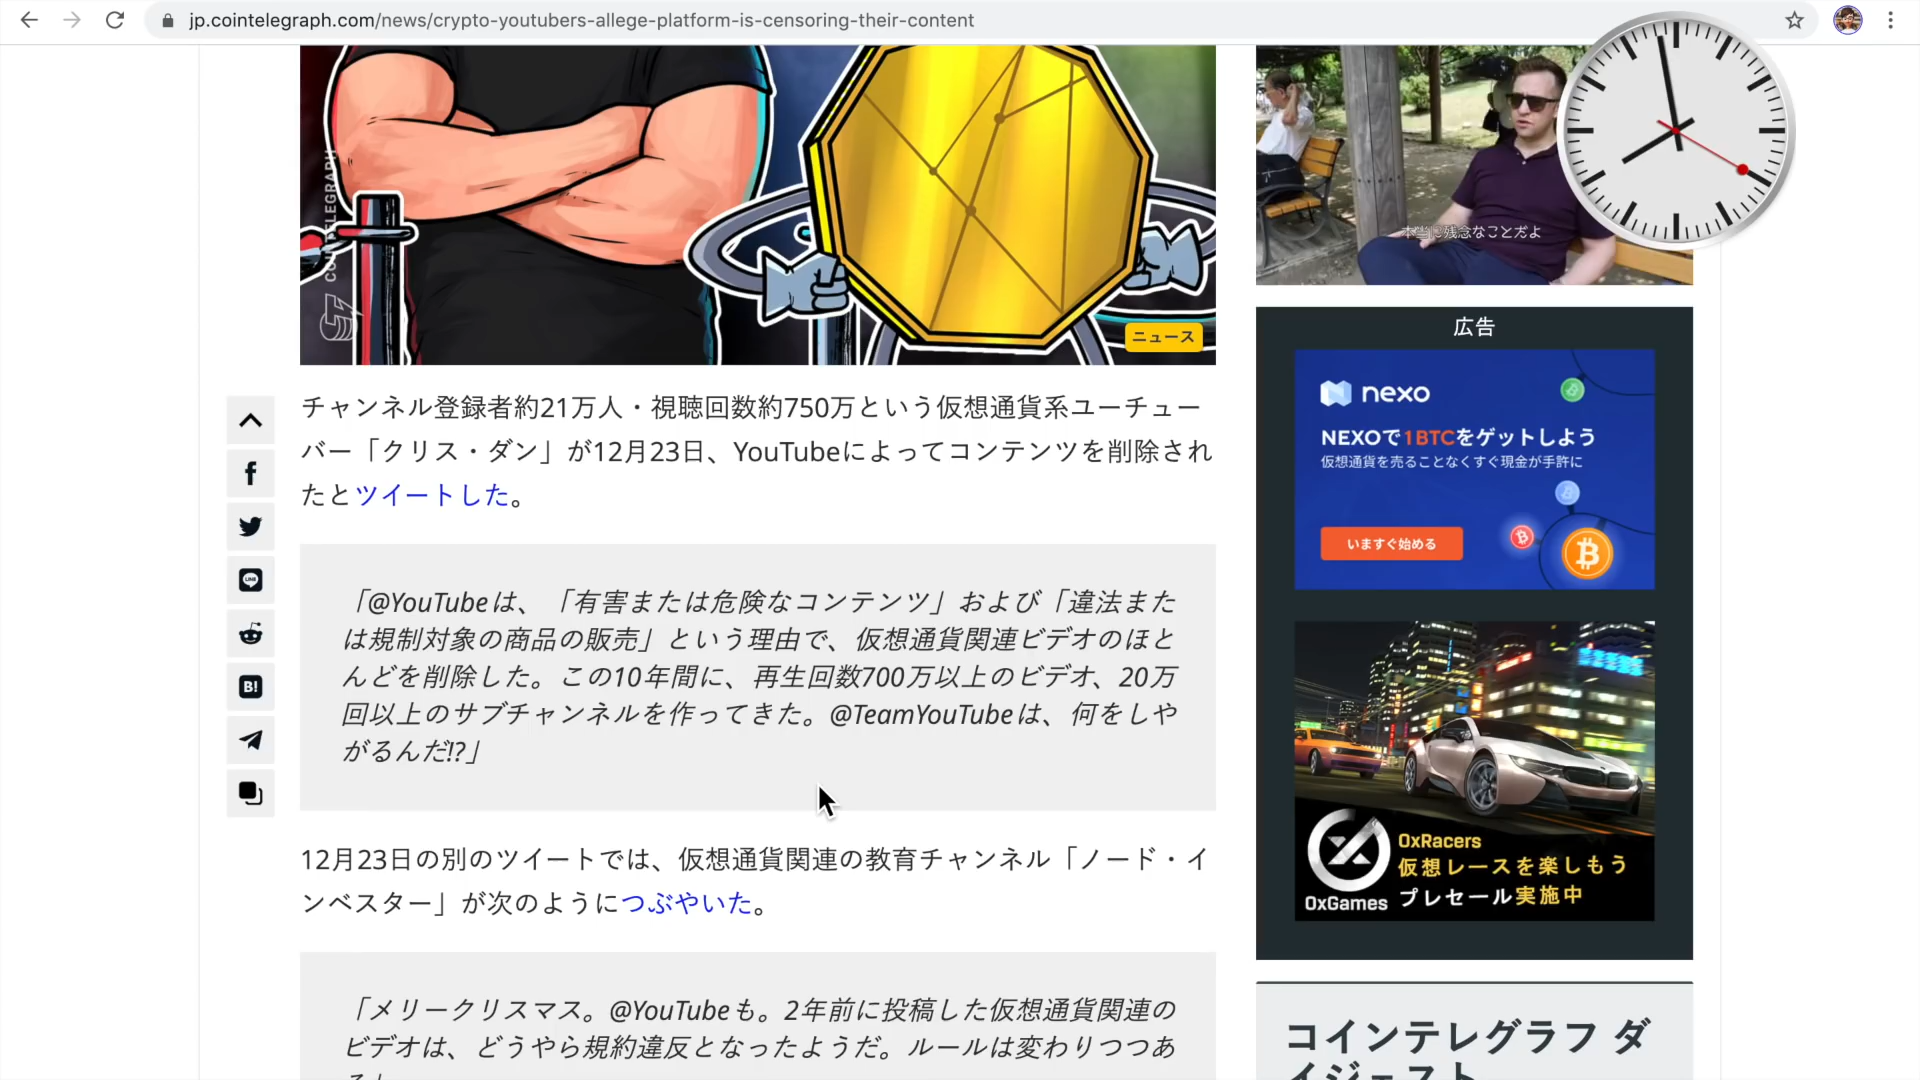 jp.cointelegraph.com/news/crypto-youtubers-allege-platform-is-censoring-their-content
COINTELEGRAPH
ニュース
チャンネル登録者約21万人・視聴回数約750万という仮想通貨系ユーチュー
バー「クリス・ダン」が12月23日、YouTubeによってコンテンツを削除され
たとツイートした。
「@YouTubeは、「有害または危険なコンテンツ」および「違法また
は規制対象の商品の販売」という理由で、仮想通貨関連ビデオのほと
んどを削除した。この10年間に、再生回数700万以上のビデオ、20万
回以上のサブチャンネルを作ってきた。@TeamYouTubeは、何をしや
がるんだ!?」
12月23日の別のツイートでは、仮想通貨関連の教育チャンネル「ノード・イ
ンベスター」が次のようにつぶやいた。
「メリークリスマス。@YouTubeも。2年前に投稿した仮想通貨関連の
ビデオは、どうやら規約違反となったようだ。ルールは変わりつつあ
LINE
B!
本当に残念なことだよ
広告
nexo
NEXOで1BTCをゲットしよう
仮想通貨を売ることなくすぐ現金が手許に
いますぐ始める
0xRacers
仮想レースを楽しもう
プレセール実施中
0xGames
コインテレグラフ ダ
イジェスト